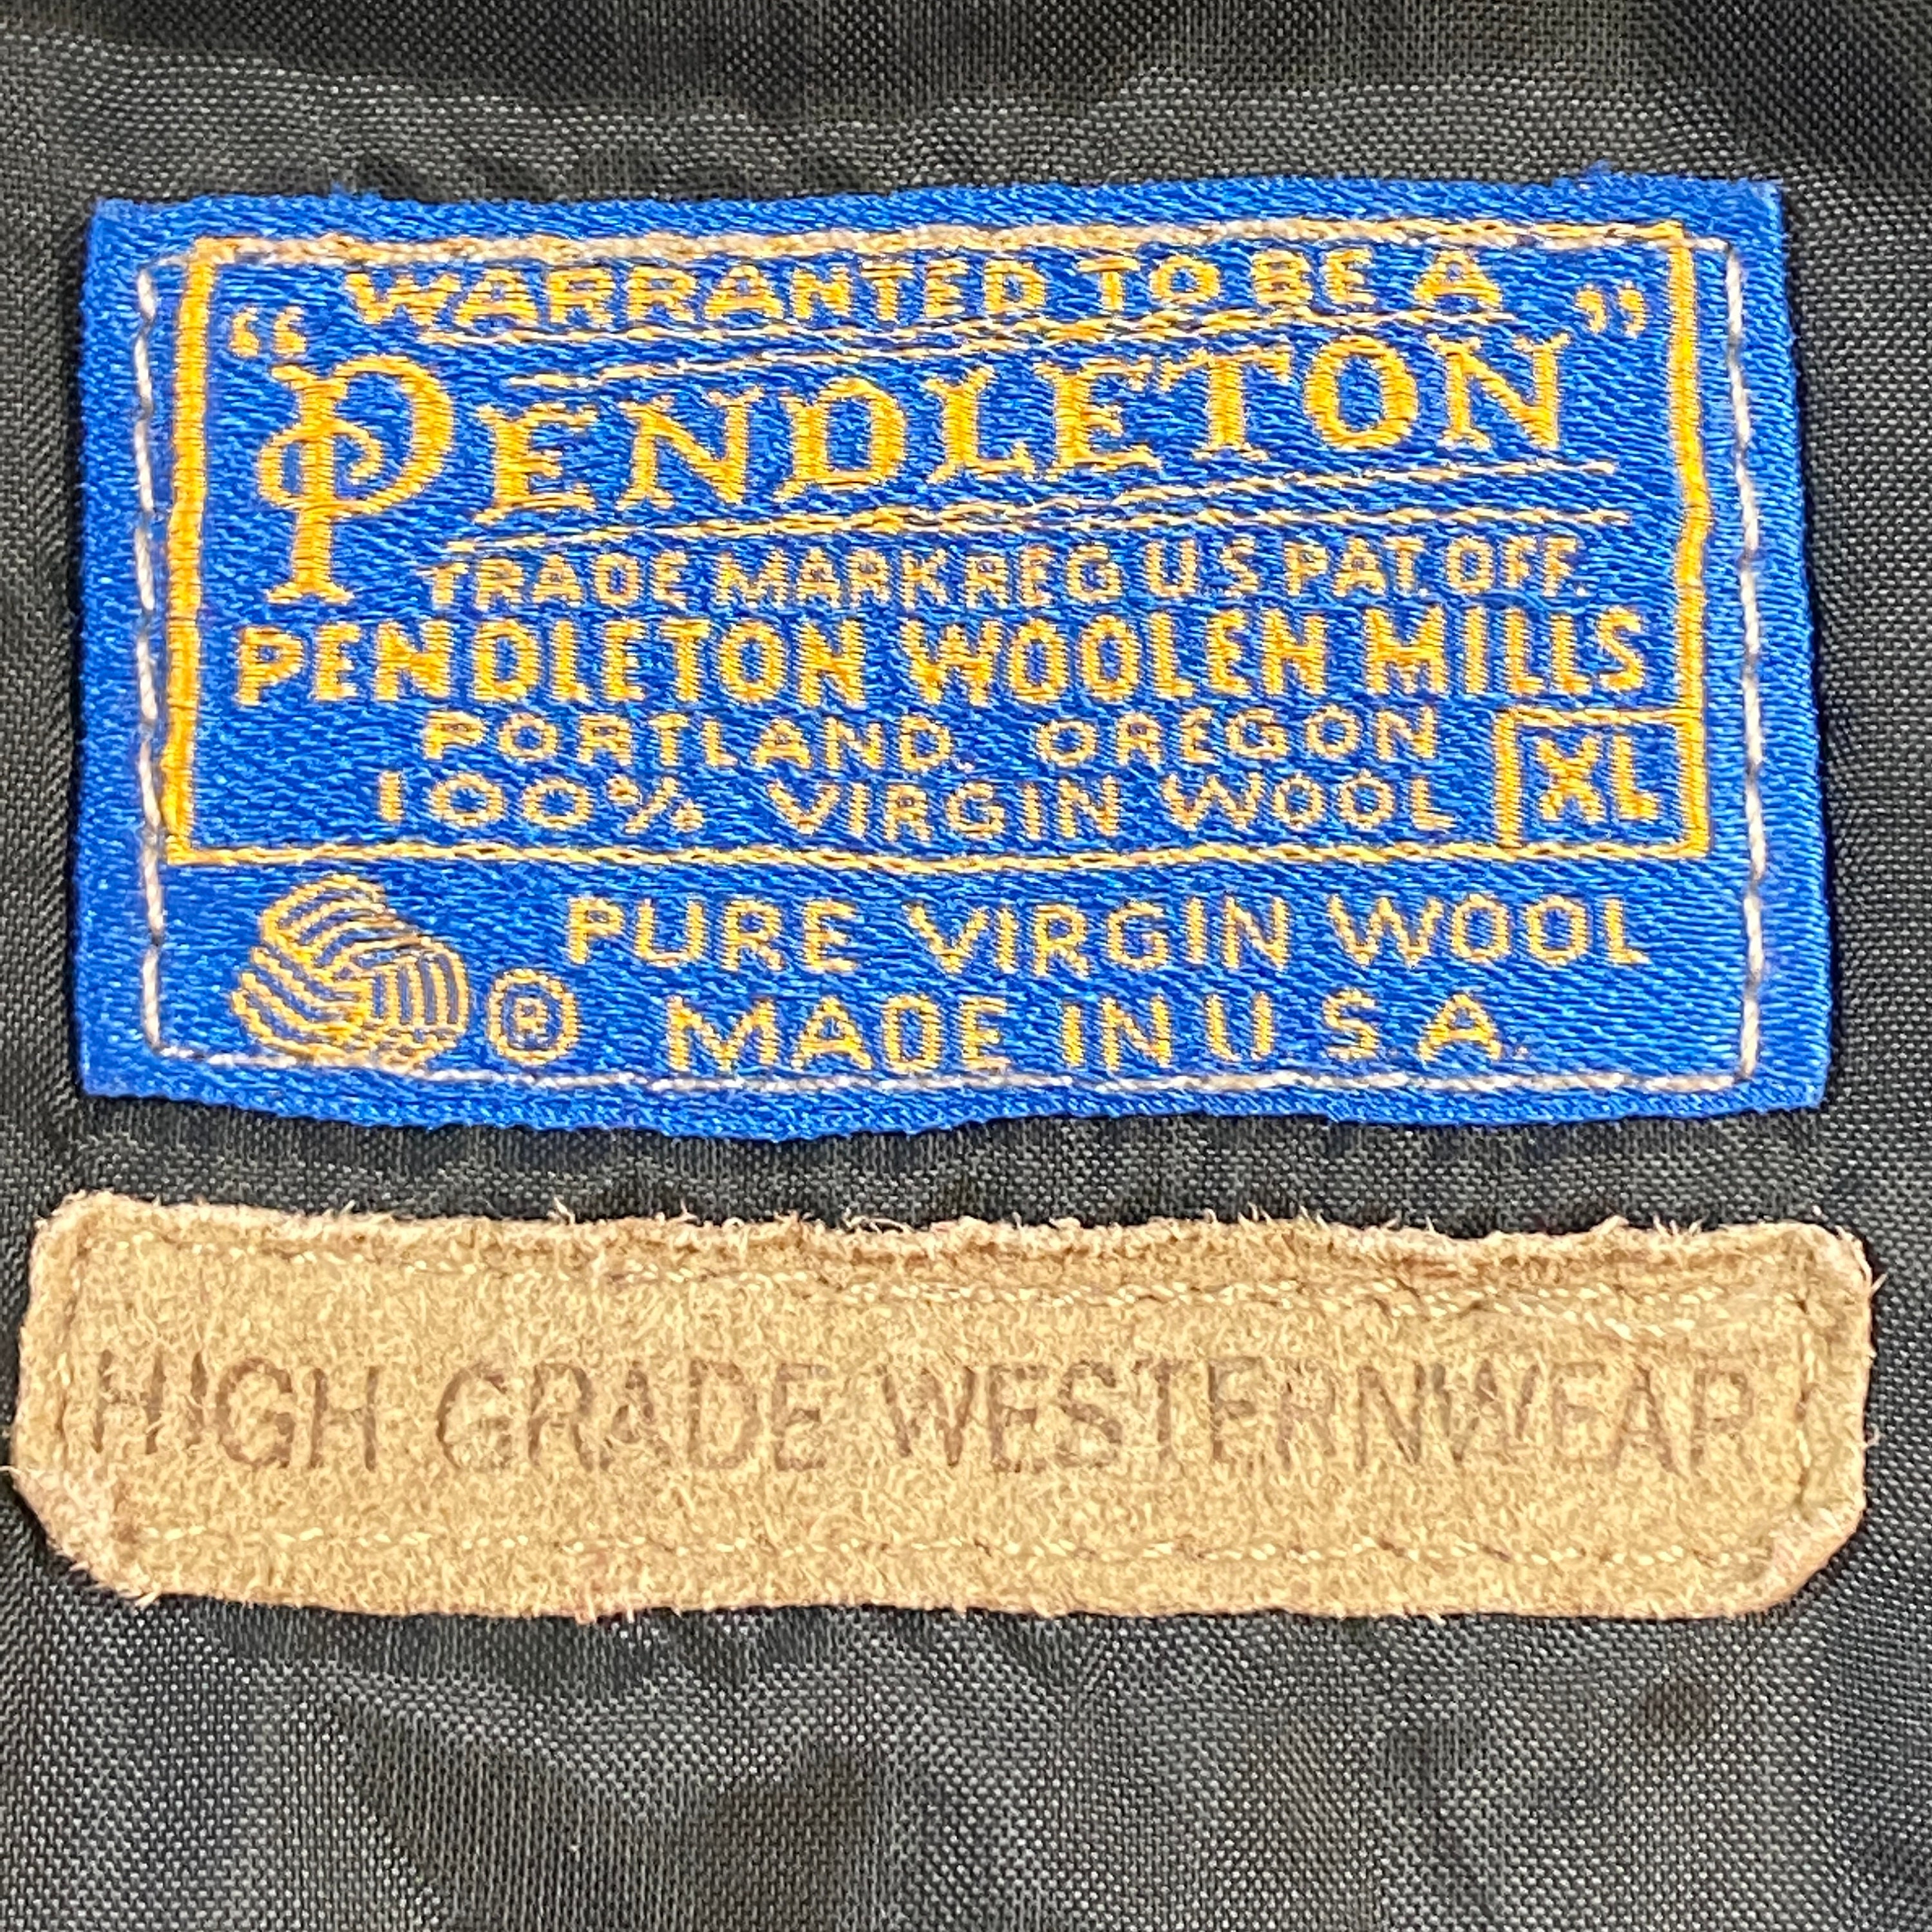 WARRANTED TO BE A
“PENDLETON”
TRADE MARK REG U.S. PAT. OFF.
PENDLETON WOOLEN MILLS
PORTLAND, OREGON
100% VIRGIN WOOL XL
® PURE VIRGIN WOOL
MADE IN U.S.A.
HIGH GRADE WESTERNWEAR